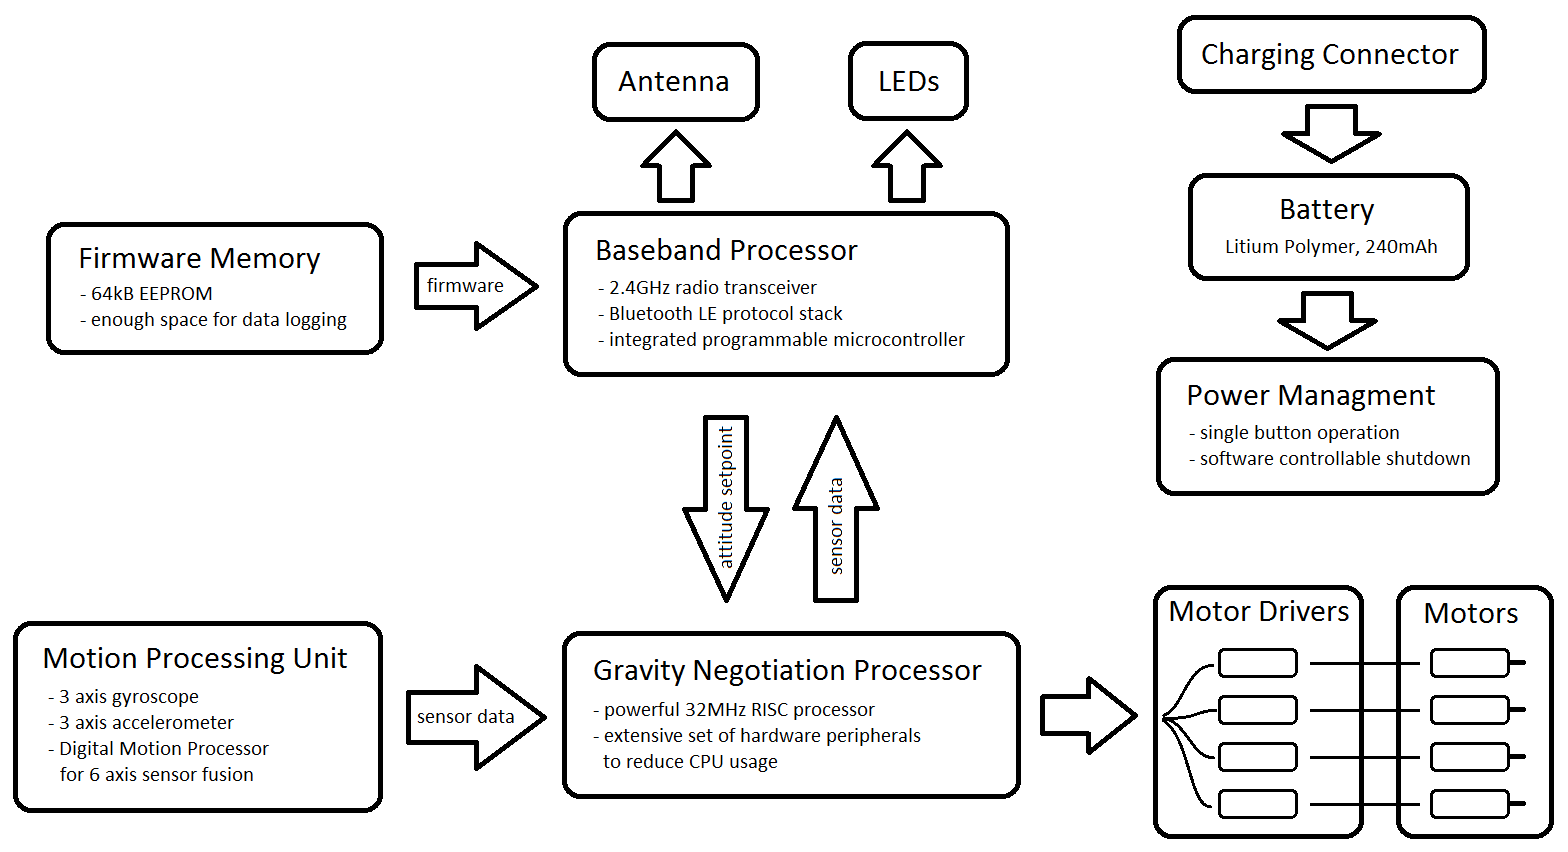 Antenna
LEDs
Charging Connector
Battery
Litium Polymer, 240mAh
Firmware Memory
- 64kB EEPROM
- enough space for data logging
firmware
Baseband Processor
- 2.4GHz radio transceiver
- Bluetooth LE protocol stack
- integrated programmable microcontroller
Power Managment
- single button operation
- software controllable shutdown
attitude setpoint
sensor data
Motion Processing Unit
- 3 axis gyroscope
- 3 axis accelerometer
- Digital Motion Processor
for 6 axis sensor fusion
sensor data
Gravity Negotiation Processor
- powerful 32MHz RISC processor
- extensive set of hardware peripherals
to reduce CPU usage
Motor Drivers
Motors